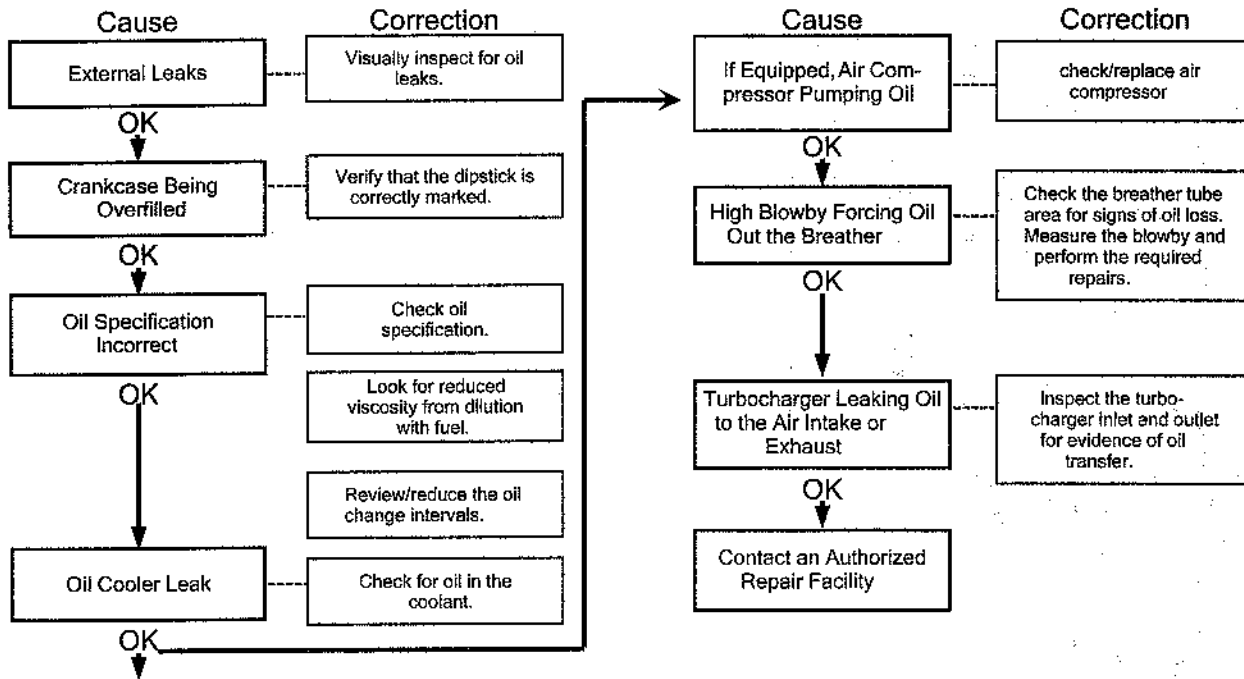 Cause
Correction
External Leaks
Visually inspect for oil
leaks.
OK
Crankcase Being
Overfilled
Verify that the dipstick is
correctly marked.
OK
Oil Specification
Incorrect
Check oil
specification.
OK
Look for reduced
viscosity from dilution
with fuel.
Review/reduce the oil
change intervals.
Oil Cooler Leak
Check for oil in the
coolant.
OK
Cause
Correction
If Equipped, Air Com-
pressor Pumping Oil
check/replace air
compressor
OK
High Blowby Forcing Oil
Out the Breather
Check the breather tube
area for signs of oil loss.
Measure the blowby and
perform the required
repairs.
OK
Turbocharger Leaking Oil
to the Air Intake or
Exhaust
Inspect the turbo-
charger inlet and outlet
for evidence of oil
transfer.
OK
Contact an Authorized
Repair Facility